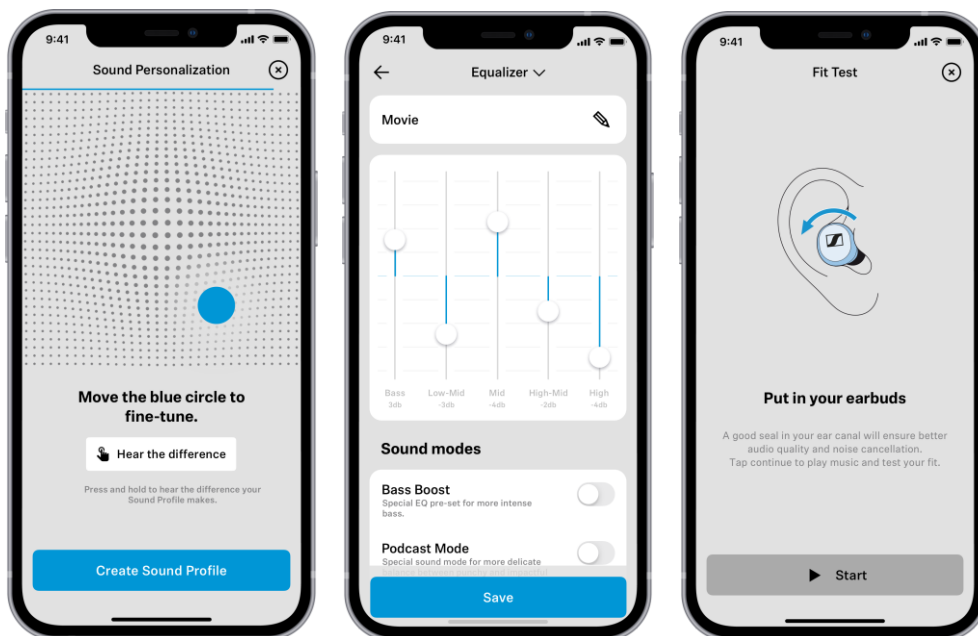 9:41
Sound Personalization
Move the blue circle to
fine-tune.
Hear the difference
Press and hold to hear the difference your
Sound Profile makes.
Create Sound Profile
9:41
Equalizer
Movie
Bass
Low-Mid
Mid
High-Mid
High
3db
-3db
-4db
-2db
-4db
Sound modes
Bass Boost
Special EQ pre-set for more intense
bass.
Podcast Mode
Special sound mode for more delicate
balance between punchy and impactful
Save
9:41
Fit Test
Put in your earbuds
A good seal in your ear canal will ensure better
audio quality and noise cancellation.
Tap continue to play music and test your fit.
Start